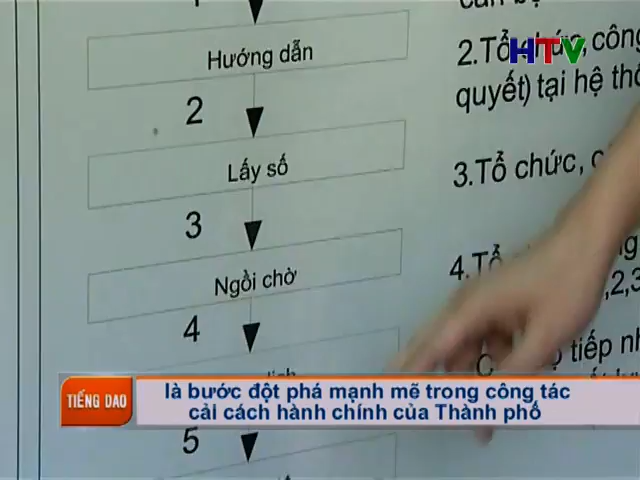 Hướng dẫn
2
Lấy số
3
Ngồi chờ
4
5
2.Tổ chức, công
quyết) tại hệ thố
3.Tổ chức,
4.Tổ
,2,3
tiếp nh
HTV
TIẾNG DAO
là bước đột phá mạnh mẽ trong công tác
cải cách hành chính của Thành phố